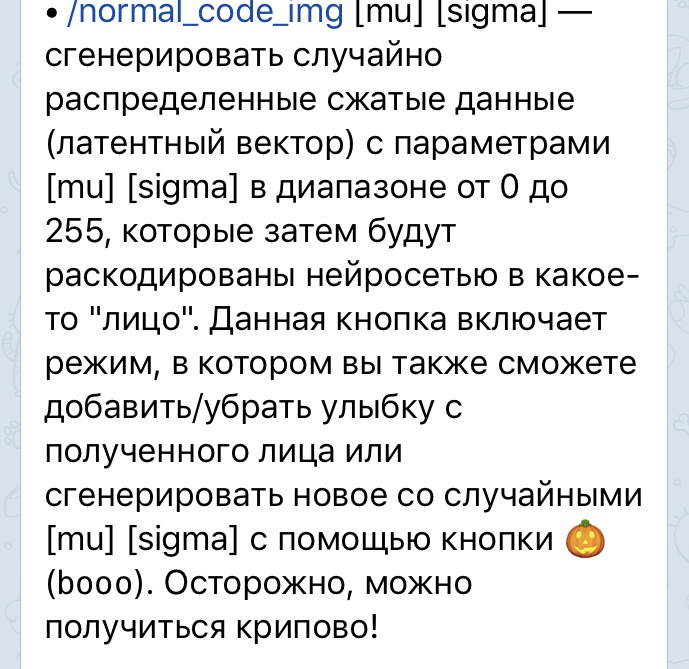 • /normal_code_img [mu] [sigma] —
сгенерировать случайно
распределенные сжатые данные
(латентный вектор) с параметрами
[mu] [sigma] в диапазоне от 0 до
255, которые затем будут
раскодированы нейросетью в какое-
то "лицо". Данная кнопка включает
режим, в котором вы также сможете
добавить/убрать улыбку с
полученного лица или
сгенерировать новое со случайными
[mu] [sigma] с помощью кнопки 🎃
(booo). Осторожно, можно
получиться крипово!